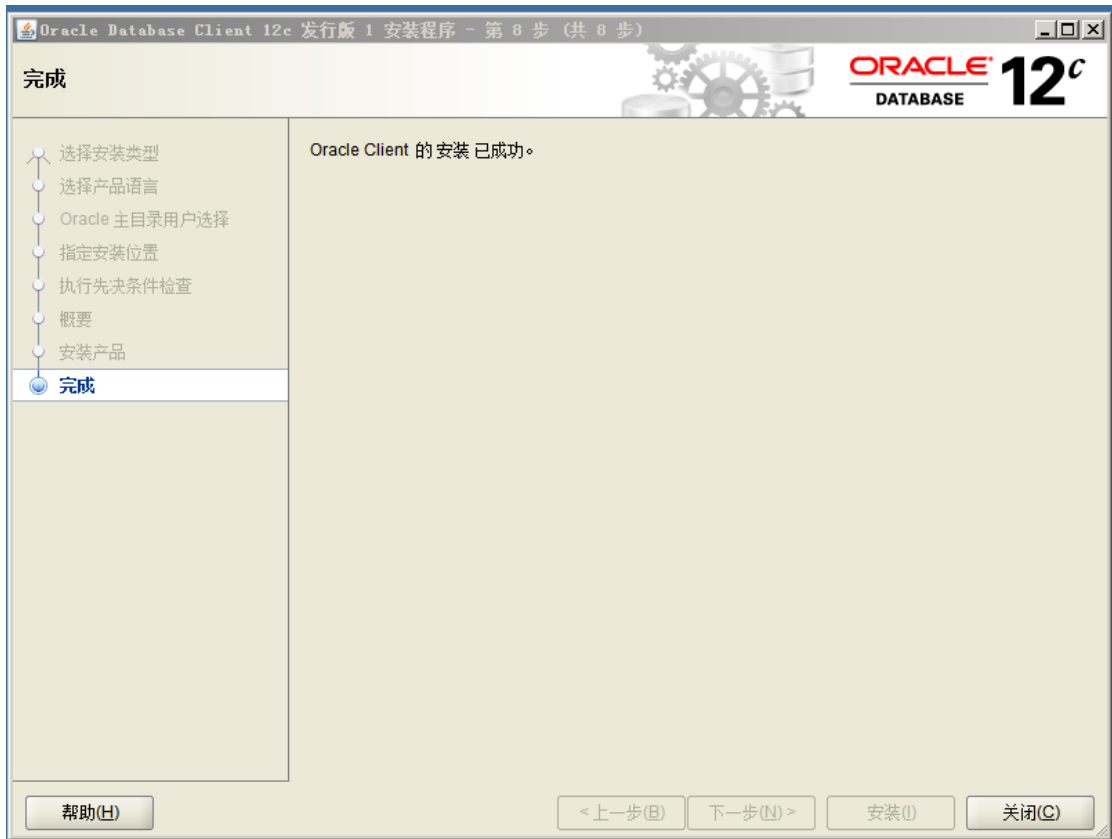 Oracle Database Client 12c 发行版 1 安装程序 - 第 8 步 (共 8 步)
完成
ORACLE 12c
DATABASE
选择安装类型
选择产品语言
Oracle 主目录用户选择
指定安装位置
执行先决条件检查
概要
安装产品
完成
Oracle Client 的 安装 已成功。
帮助(H)
<上一步(B)
下一步(N)>
安装(I)
关闭(C)